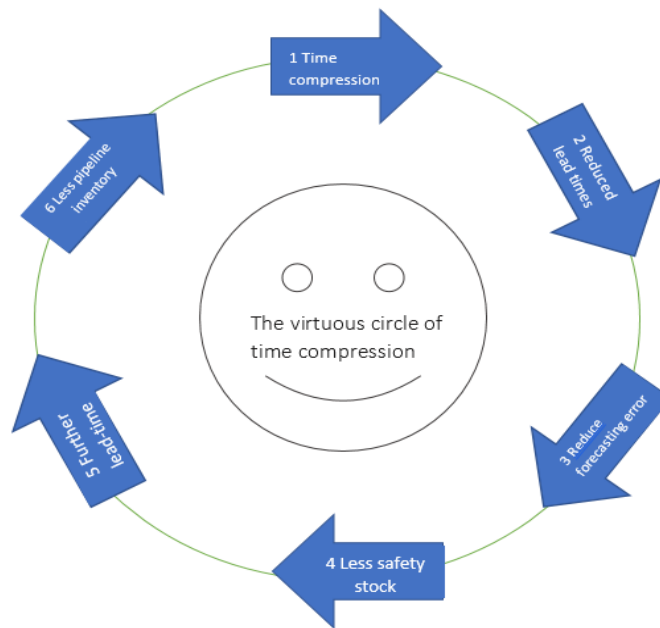 1 Time
compression
2 Reduced
lead times
3 Reduce
forecasting error
4 Less safety
stock
5 Further
lead-time
6 Less pipeline
inventory
The virtuous circle of
time compression